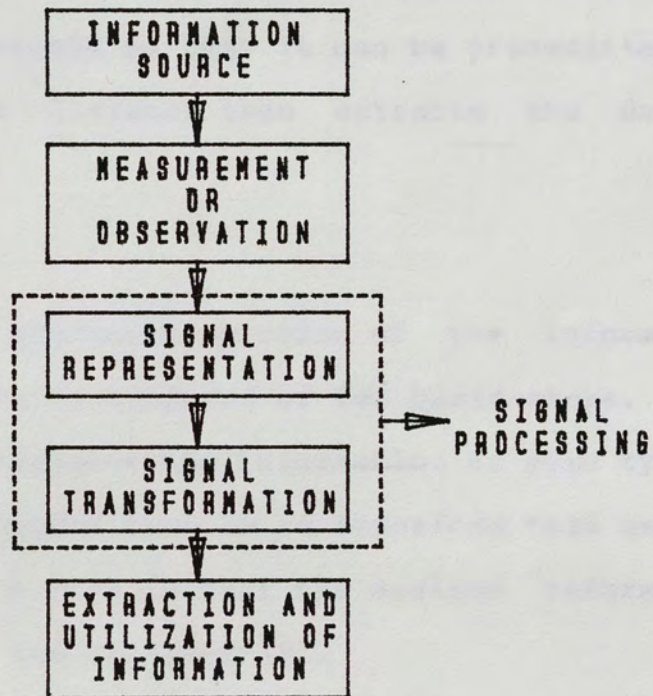 INFORMATION
SOURCE
MEASUREMENT
OR
OBSERVATION
SIGNAL
REPRESENTATION
SIGNAL
TRANSFORMATION
SIGNAL
PROCESSING
EXTRACTION AND
UTILIZATION OF
INFORMATION